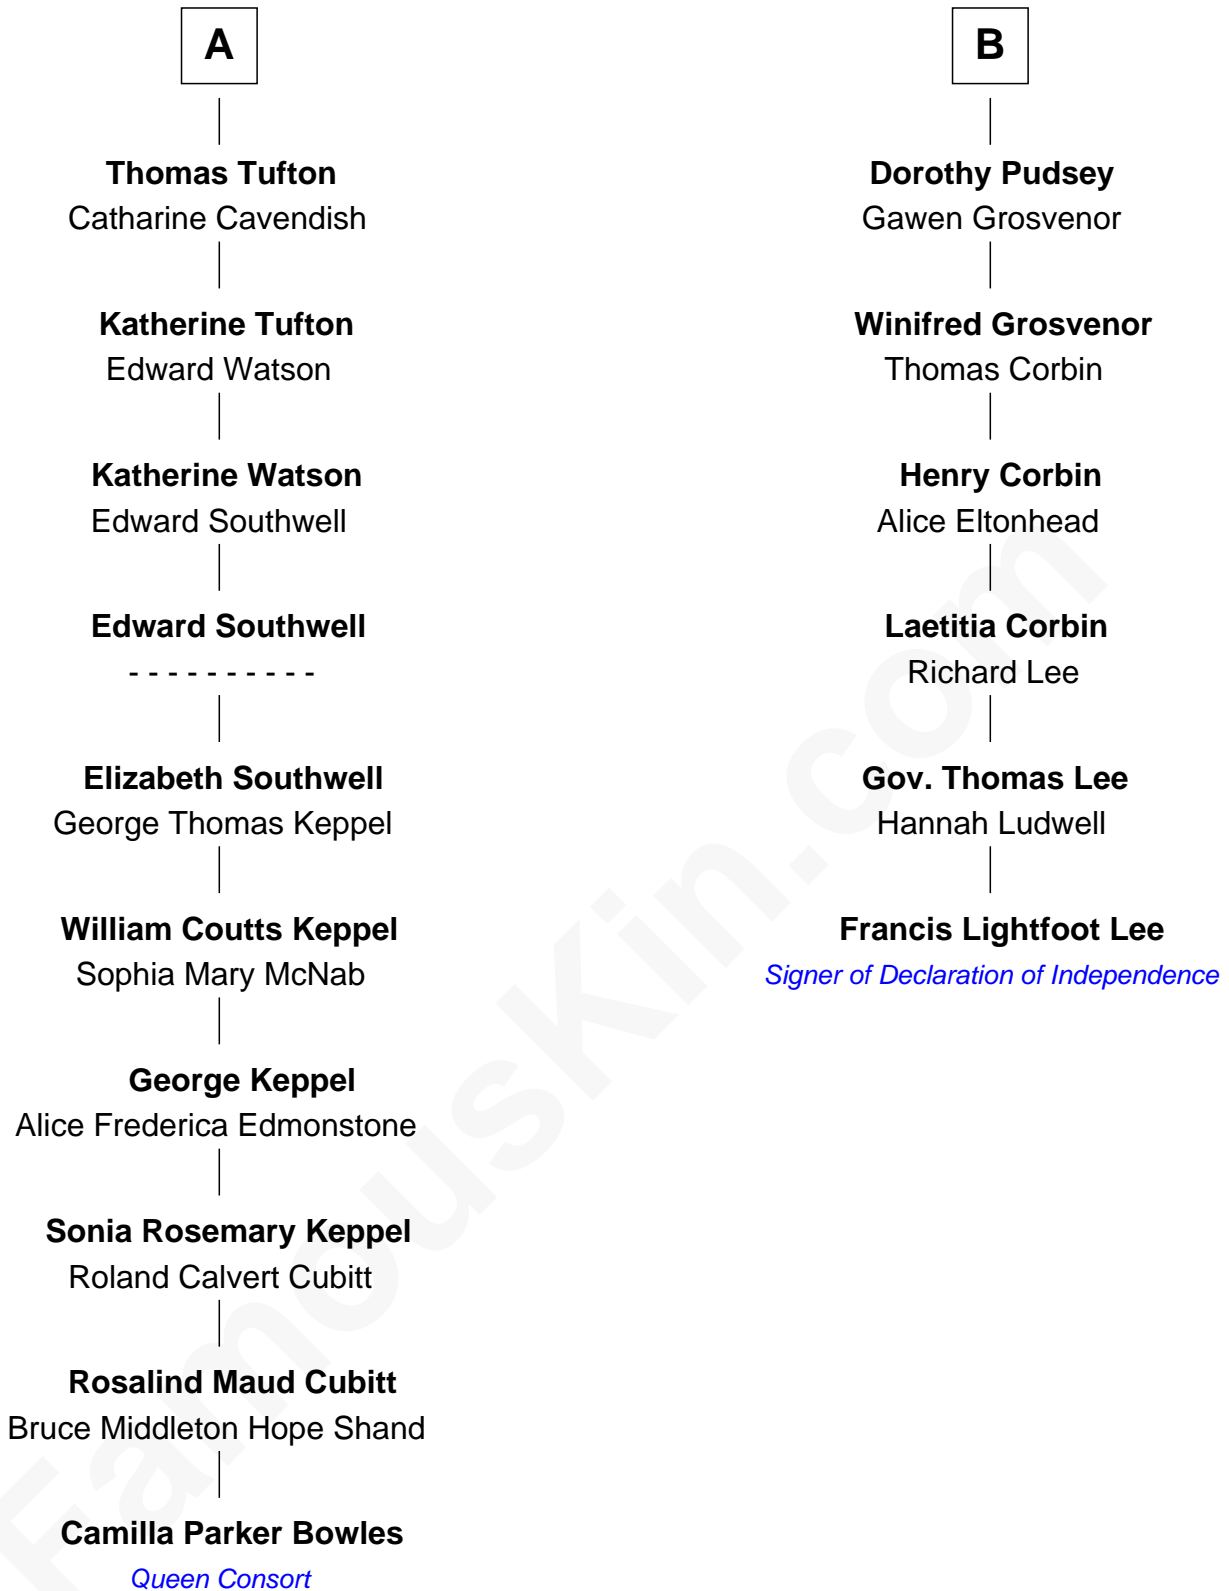 A
Thomas Tufton
Catharine Cavendish
Katherine Tufton
Edward Watson
Katherine Watson
Edward Southwell
Edward Southwell
- - - - - - - - - -
Elizabeth Southwell
George Thomas Keppel
William Coutts Keppel
Sophia Mary McNab
George Keppel
Alice Frederica Edmonstone
Sonia Rosemary Keppel
Roland Calvert Cubitt
Rosalind Maud Cubitt
Bruce Middleton Hope Shand
Camilla Parker Bowles
Queen Consort
B
Dorothy Pudsey
Gawen Grosvenor
Winifred Grosvenor
Thomas Corbin
Henry Corbin
Alice Eltonhead
Laetitia Corbin
Richard Lee
Gov. Thomas Lee
Hannah Ludwell
Francis Lightfoot Lee
Signer of Declaration of Independence
FamousKin.com